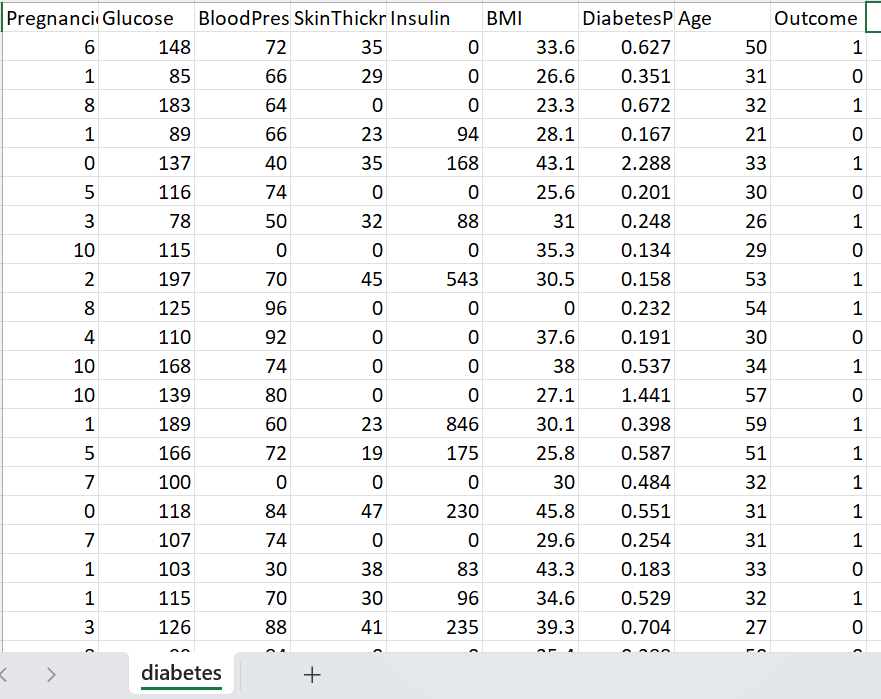 Pregnanci Glucose BloodPres SkinThickn Insulin BMI DiabetesP Age Outcome
6 148 72 35 0 33.6 0.627 50 1
1 85 66 29 0 26.6 0.351 31 0
8 183 64 0 0 23.3 0.672 32 1
1 89 66 23 94 28.1 0.167 21 0
0 137 40 35 168 43.1 2.288 33 1
5 116 74 0 0 25.6 0.201 30 0
3 78 50 32 88 31 0.248 26 1
10 115 0 0 0 35.3 0.134 29 0
2 197 70 45 543 30.5 0.158 53 1
8 125 96 0 0 0 0.232 54 1
4 110 92 0 0 37.6 0.191 30 0
10 168 74 0 0 38 0.537 34 1
10 139 80 0 0 27.1 1.441 57 0
1 189 60 23 846 30.1 0.398 59 1
5 166 72 19 175 25.8 0.587 51 1
7 100 0 0 0 30 0.484 32 1
0 118 84 47 230 45.8 0.551 31 1
7 107 74 0 0 29.6 0.254 31 1
1 103 30 38 83 43.3 0.183 33 0
1 115 70 30 96 34.6 0.529 32 1
3 126 88 41 235 39.3 0.704 27 0
diabetes